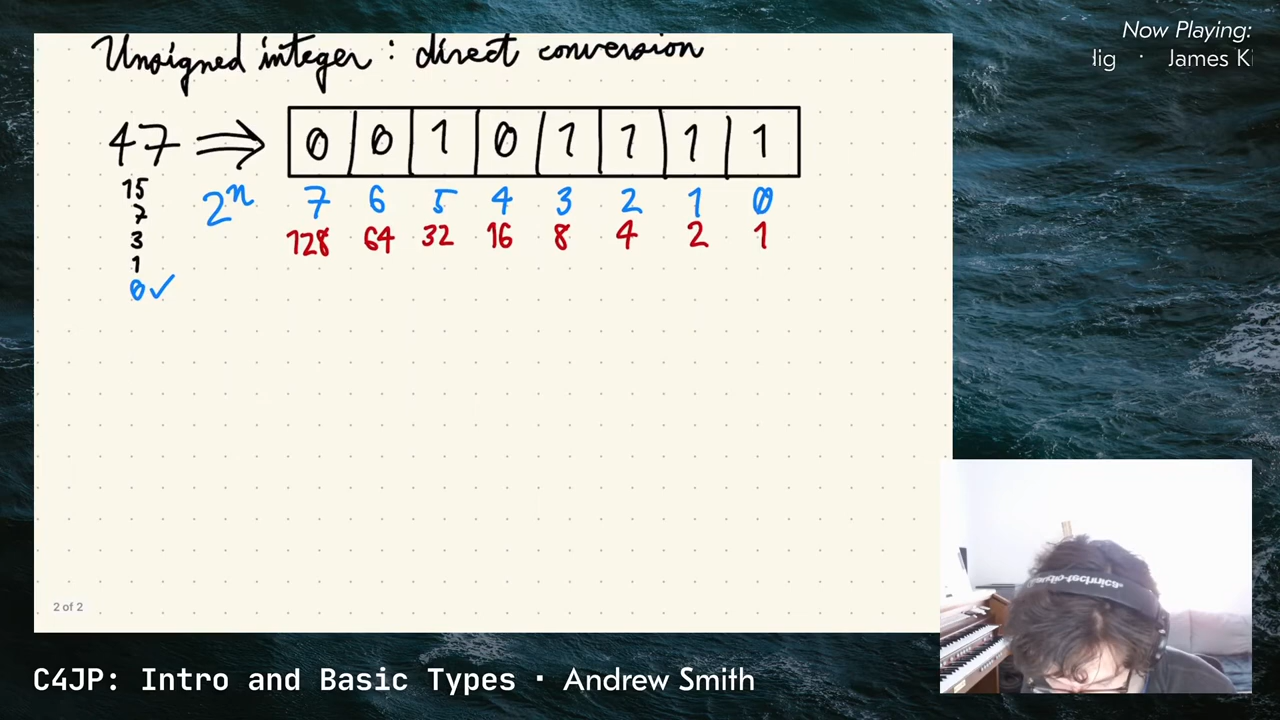 Now Playing:
James K
Unsigned integer : direct conversion
47 ⇒ 0 0 1 0 1 1 1 1
15
7
3
1
0✓
2ⁿ 7 6 5 4 3 2 1 0
128 64 32 16 8 4 2 1
2 of 2
audio-technica
C4JP: Intro and Basic Types · Andrew Smith